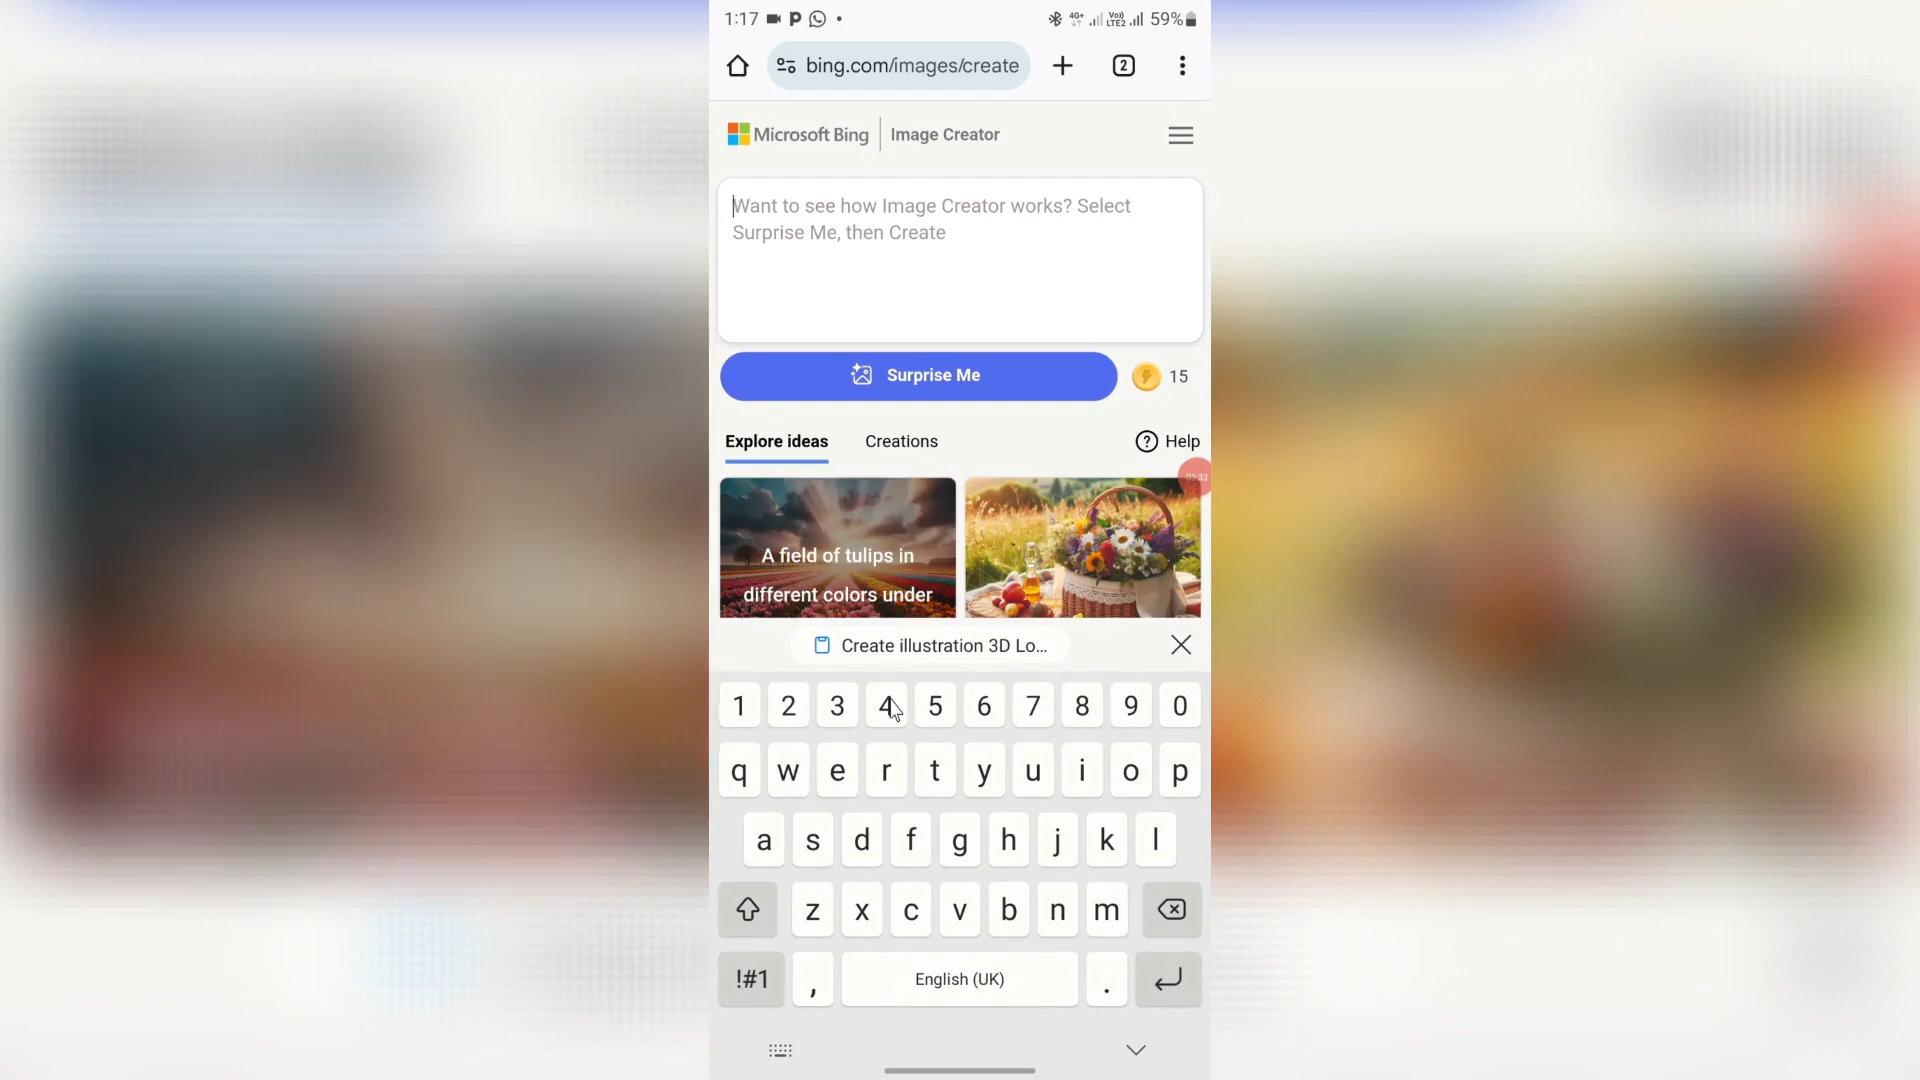 1:17 59%
bing.com/images/create 2
Microsoft Bing Image Creator
Want to see how Image Creator works? Select
Surprise Me, then Create
Surprise Me 15
Explore ideas Creations Help
03:33
A field of tulips in
different colors under
Create illustration 3D Lo...
1 2 3 4 5 6 7 8 9 0
q w e r t y u i o p
a s d f g h j k l
z x c v b n m
!#1 , English (UK) .